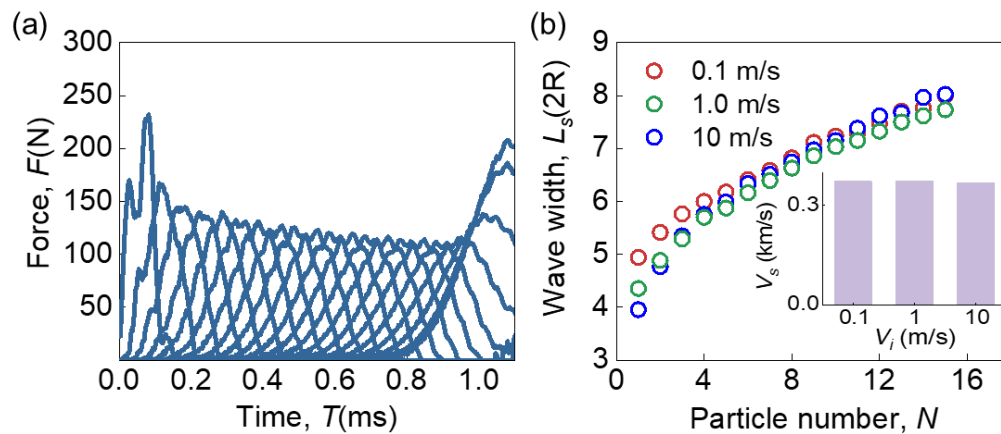 (a)
300
250
200
150
100
50
Force, F(N)
0.0 0.2 0.4 0.6 0.8 1.0
Time, T(ms)
(b)
9
8
7
6
5
4
3
Wave width, Lₛ(2R)
0.1 m/s
1.0 m/s
10 m/s
0.3
0.0
Vₛ (km/s)
0.1 1 10
Vᵢ (m/s)
0 4 8 12 16
Particle number, N